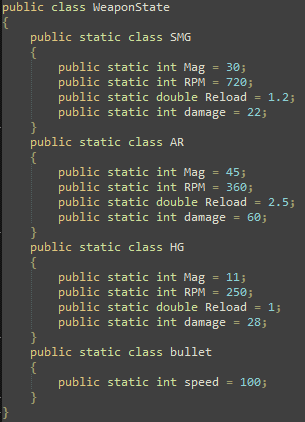 public class WeaponState
{
public static class SMG
{
public static int Mag = 30;
public static int RPM = 720;
public static double Reload = 1.2;
public static int damage = 22;
}
public static class AR
{
public static int Mag = 45;
public static int RPM = 360;
public static double Reload = 2.5;
public static int damage = 60;
}
public static class HG
{
public static int Mag = 11;
public static int RPM = 250;
public static double Reload = 1;
public static int damage = 28;
}
public static class bullet
{
public static int speed = 100;
}
}